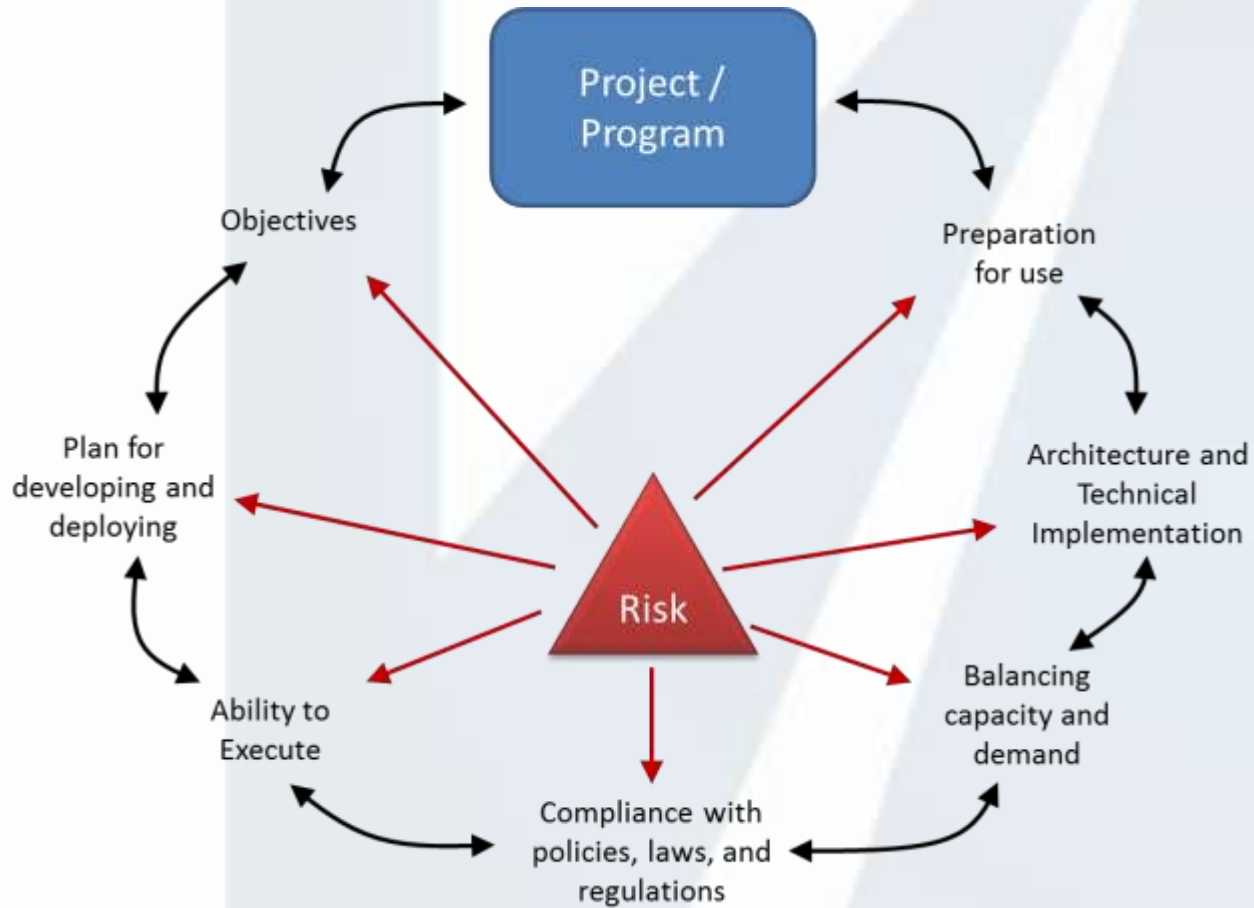 Project /
Program
Objectives
Preparation
for use
Plan for
developing and
deploying
Architecture and
Technical
Implementation
Risk
Ability to
Execute
Balancing
capacity and
demand
Compliance with
policies, laws, and
regulations